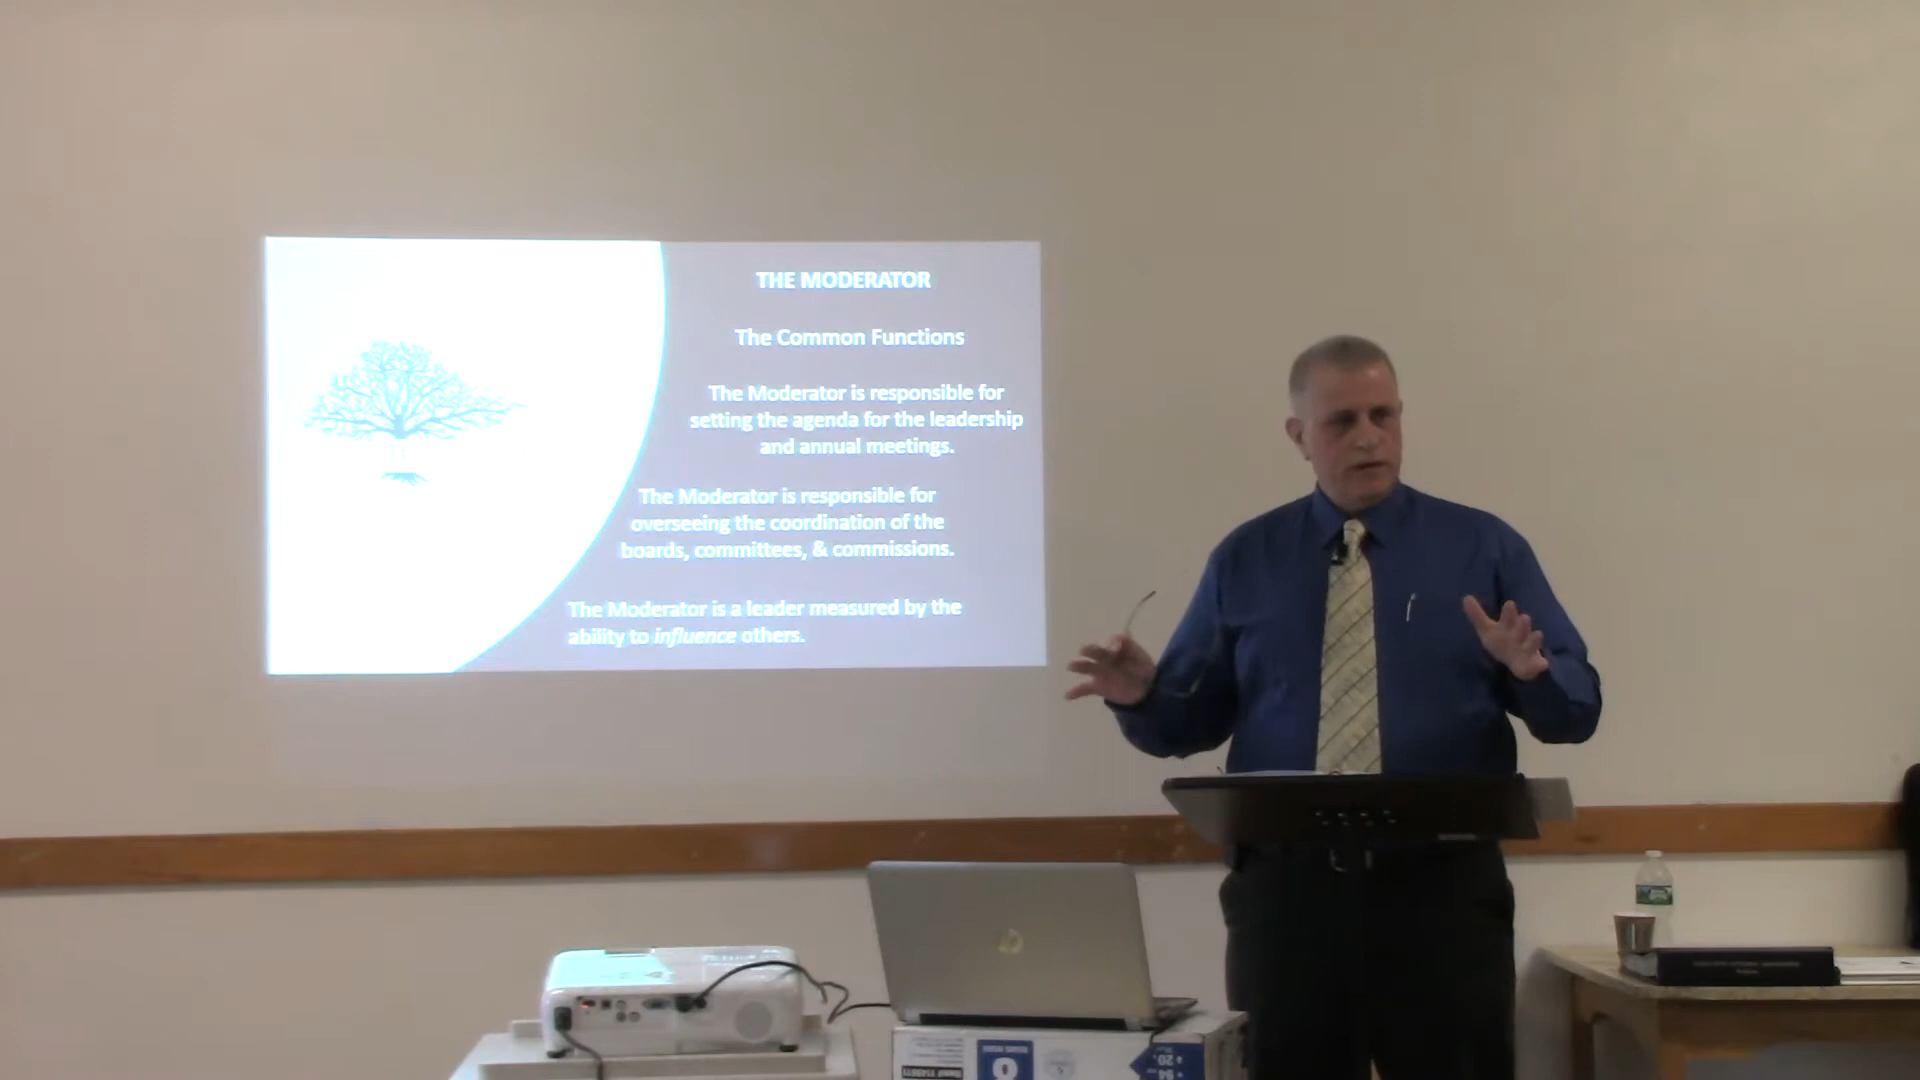 THE MODERATOR
The Common Functions
The Moderator is responsible for
setting the agenda for the leadership
and annual meetings.
The Moderator is responsible for
overseeing the coordination of the
boards, committees, & commissions.
The Moderator is a leader measured by the
ability to influence others.